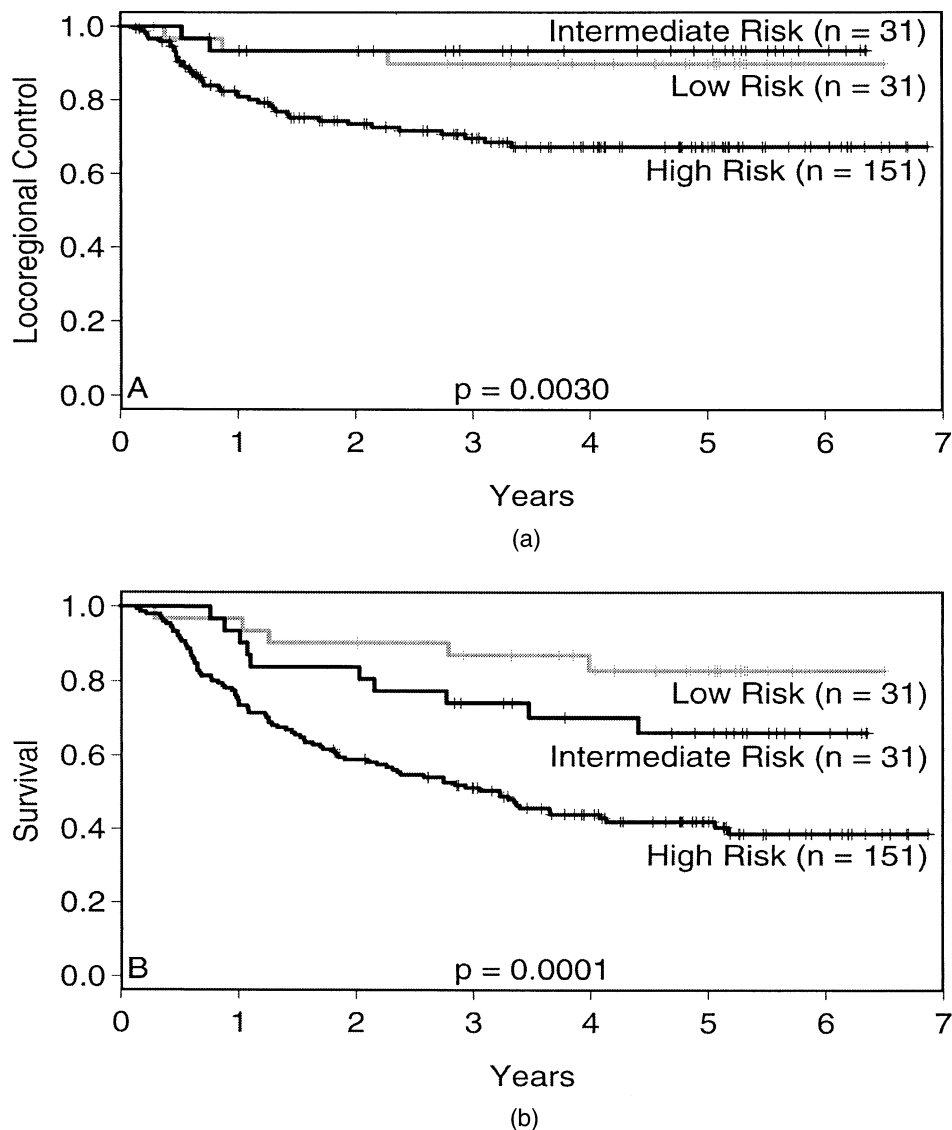 Locoregional Control
1.0
0.8
0.6
0.4
0.2
0.0
Intermediate Risk (n = 31)
Low Risk (n = 31)
High Risk (n = 151)
A
p = 0.0030
0 1 2 3 4 5 6 7
Years
(a)
Survival
1.0
0.8
0.6
0.4
0.2
0.0
Low Risk (n = 31)
Intermediate Risk (n = 31)
High Risk (n = 151)
B
p = 0.0001
0 1 2 3 4 5 6 7
Years
(b)